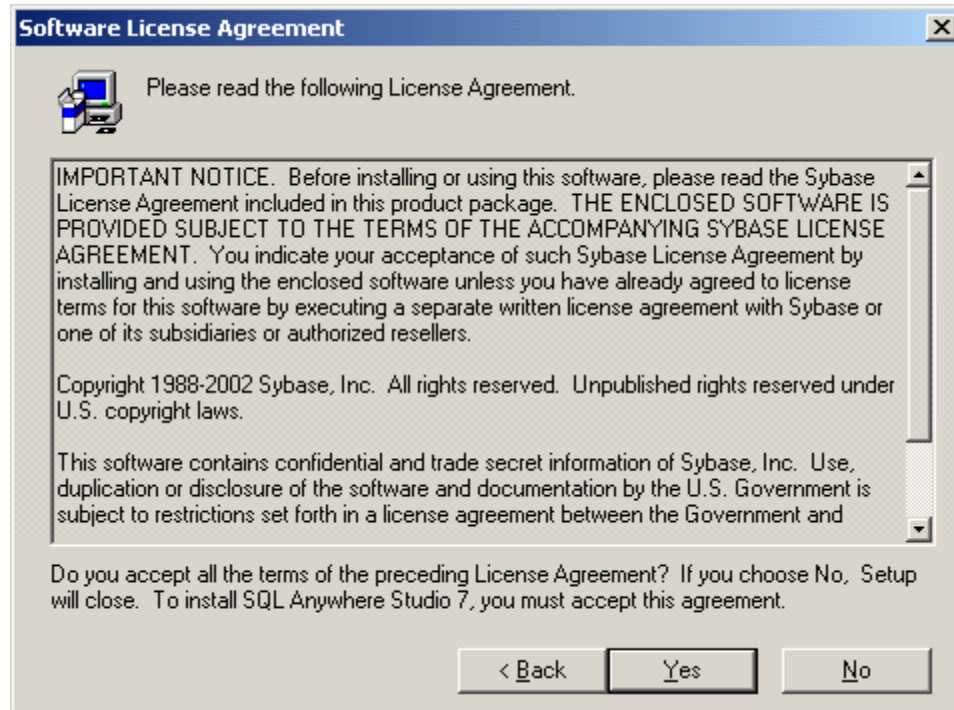 Software License Agreement
Please read the following License Agreement.
IMPORTANT NOTICE.  Before installing or using this software, please read the Sybase
License Agreement included in this product package.  THE ENCLOSED SOFTWARE IS
PROVIDED SUBJECT TO THE TERMS OF THE ACCOMPANYING SYBASE LICENSE
AGREEMENT.  You indicate your acceptance of such Sybase License Agreement by
installing and using the enclosed software unless you have already agreed to license
terms for this software by executing a separate written license agreement with Sybase or
one of its subsidiaries or authorized resellers.
Copyright 1988-2002 Sybase, Inc.  All rights reserved.  Unpublished rights reserved under
U.S. copyright laws.
This software contains confidential and trade secret information of Sybase, Inc.  Use,
duplication or disclosure of the software and documentation by the U.S. Government is
subject to restrictions set forth in a license agreement between the Government and
Do you accept all the terms of the preceding License Agreement?  If you choose No,  Setup
will close.  To install SQL Anywhere Studio 7, you must accept this agreement.
< Back
Yes
No